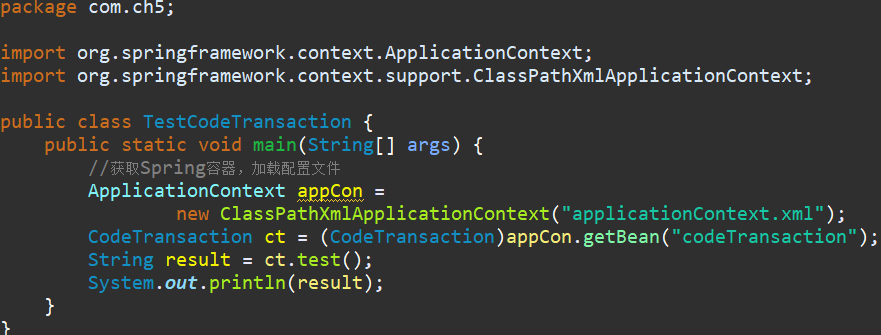 package com.ch5;
import org.springframework.context.ApplicationContext;
import org.springframework.context.support.ClassPathXmlApplicationContext;
public class TestCodeTransaction {
public static void main(String[] args) {
//获取Spring容器，加载配置文件
ApplicationContext appCon =
new ClassPathXmlApplicationContext("applicationContext.xml");
CodeTransaction ct = (CodeTransaction)appCon.getBean("codeTransaction");
String result = ct.test();
System.out.println(result);
}
}